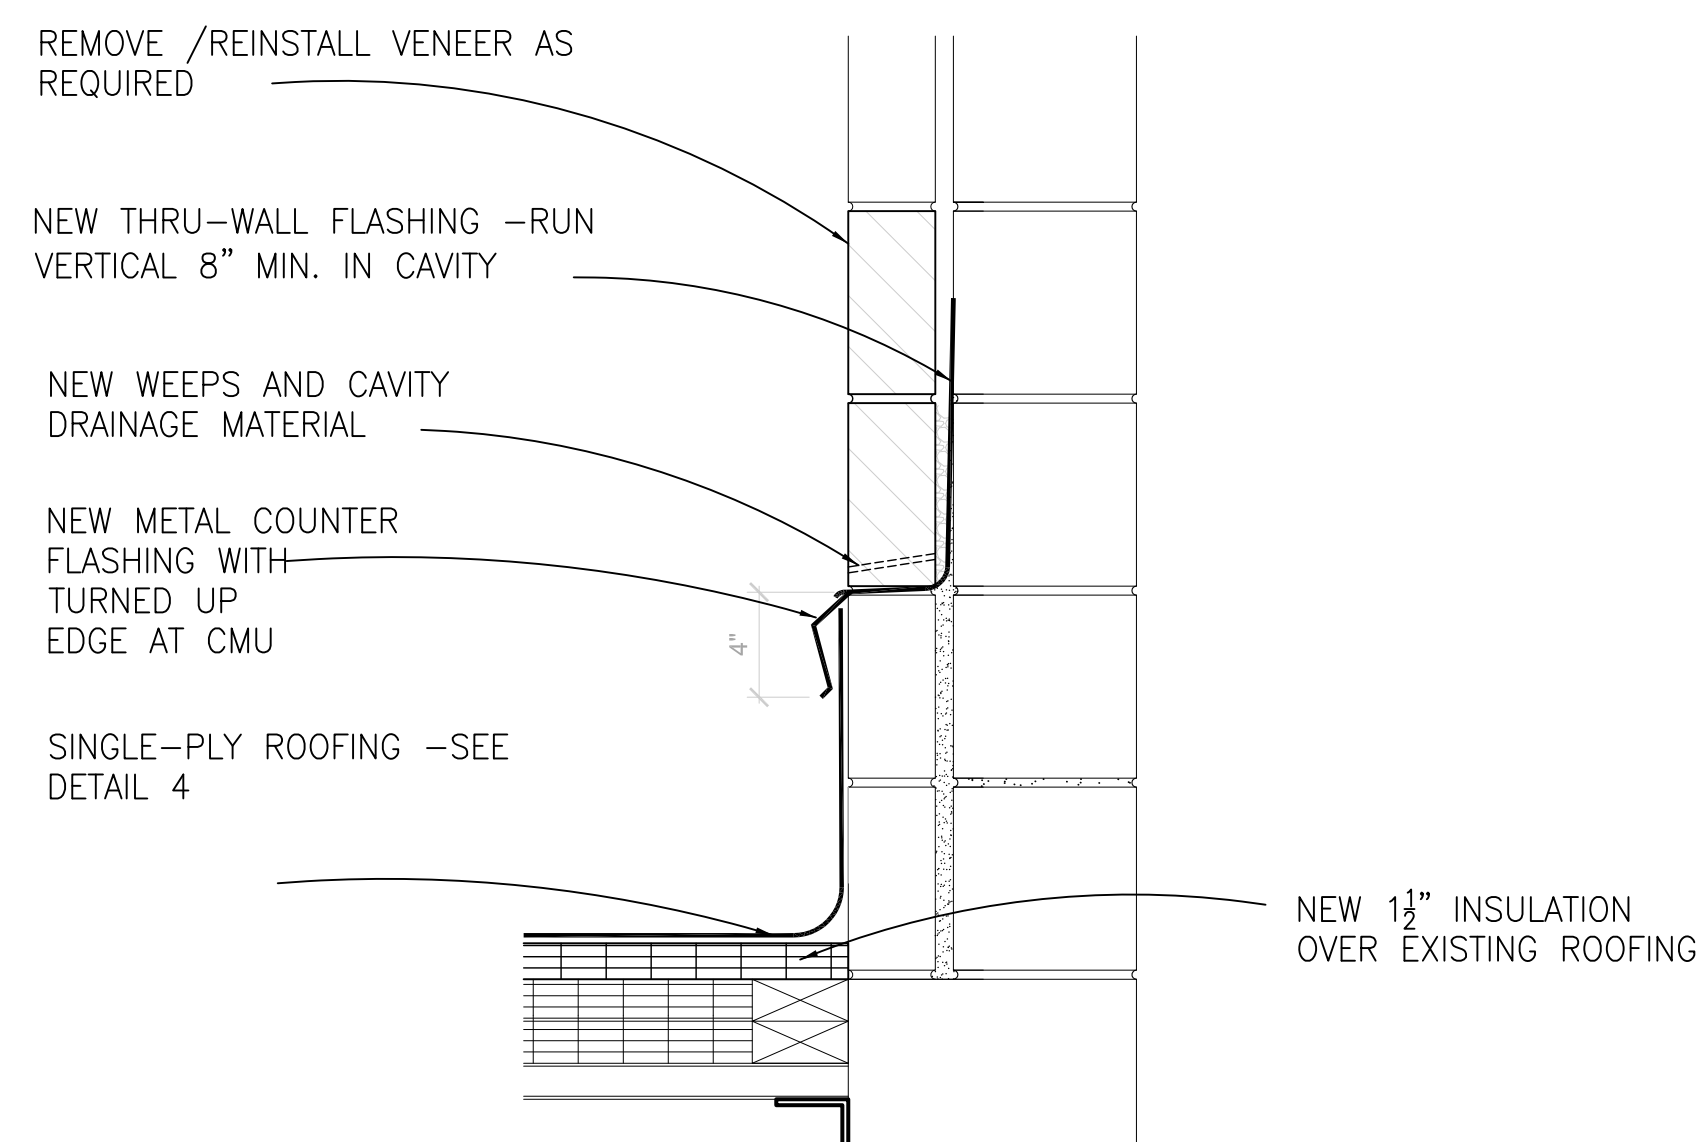 REMOVE /REINSTALL VENEER AS
REQUIRED
NEW THRU-WALL FLASHING -RUN
VERTICAL 8" MIN. IN CAVITY
NEW WEEPS AND CAVITY
DRAINAGE MATERIAL
NEW METAL COUNTER
FLASHING WITH
TURNED UP
EDGE AT CMU
4"
SINGLE-PLY ROOFING -SEE
DETAIL 4
NEW 1 1/2" INSULATION
OVER EXISTING ROOFING